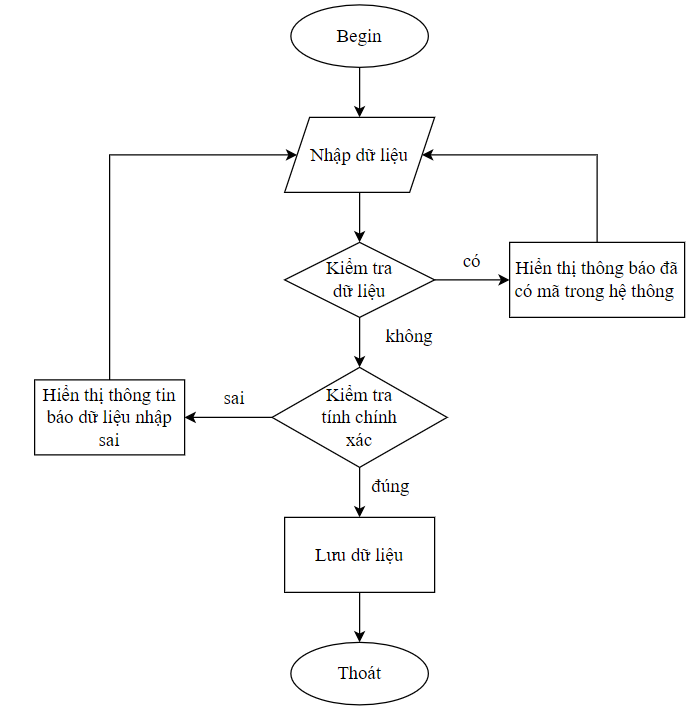 Begin
Nhập dữ liệu
Kiểm tra
dữ liệu
có
Hiển thị thông báo đã
có mã trong hệ thông
không
Kiểm tra
tính chính
xác
sai
Hiển thị thông tin
báo dữ liệu nhập
sai
đúng
Lưu dữ liệu
Thoát